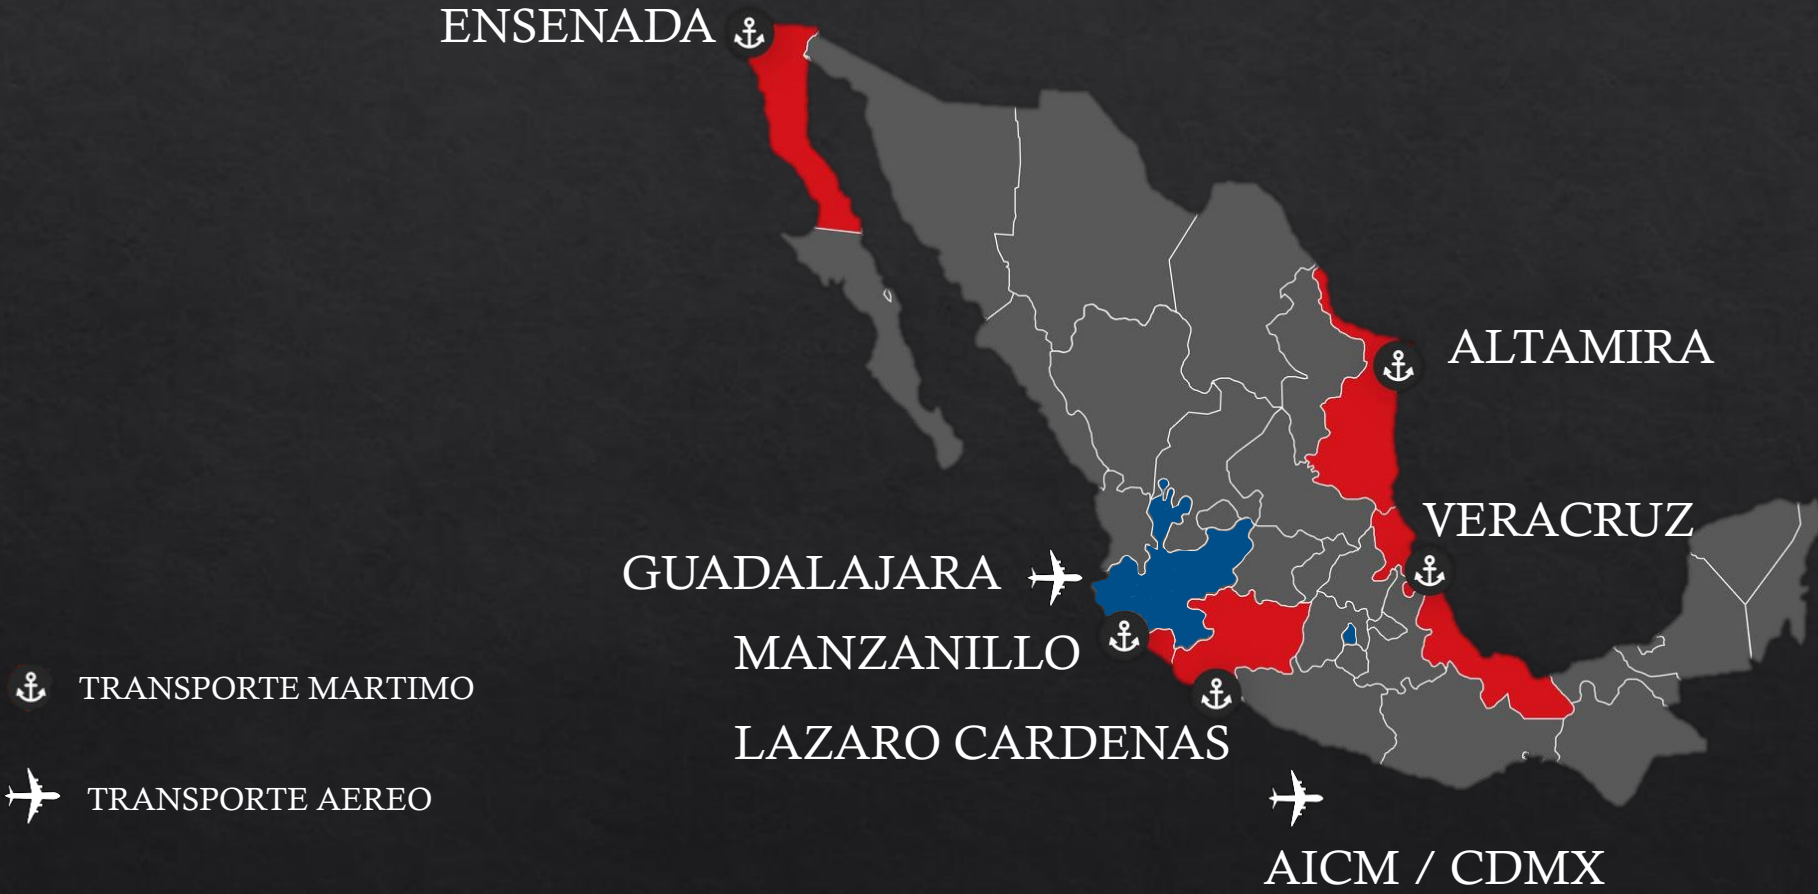 ENSENADA
ALTAMIRA
VERACRUZ
GUADALAJARA
MANZANILLO
TRANSPORTE MARTIMO
LAZARO CARDENAS
TRANSPORTE AEREO
AICM / CDMX